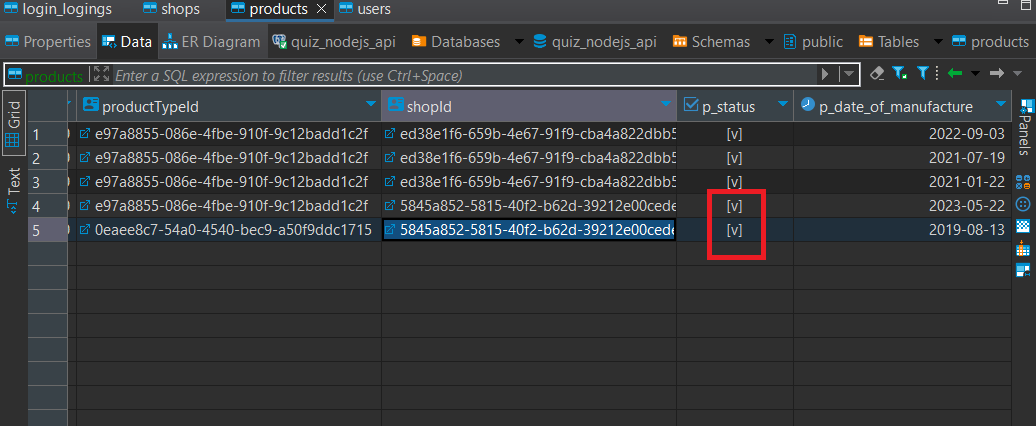 login_logings shops products users
Properties Data ER Diagram quiz_nodejs_api Databases quiz_nodejs_api Schemas public Tables products
products Enter a SQL expression to filter results (use Ctrl+Space)
Grid
Text
Panels
productTypeId shopId p_status p_date_of_manufacture
1 e97a8855-086e-4fbe-910f-9c12badd1c2f ed38e1f6-659b-4e67-91f9-cba4a822dbb5 [v] 2022-09-03
2 e97a8855-086e-4fbe-910f-9c12badd1c2f ed38e1f6-659b-4e67-91f9-cba4a822dbb5 [v] 2021-07-19
3 e97a8855-086e-4fbe-910f-9c12badd1c2f ed38e1f6-659b-4e67-91f9-cba4a822dbb5 [v] 2021-01-22
4 e97a8855-086e-4fbe-910f-9c12badd1c2f 5845a852-5815-40f2-b62d-39212e00cede [v] 2023-05-22
5 0eaee8c7-54a0-4540-bec9-a50f9ddc1715 5845a852-5815-40f2-b62d-39212e00cede [v] 2019-08-13